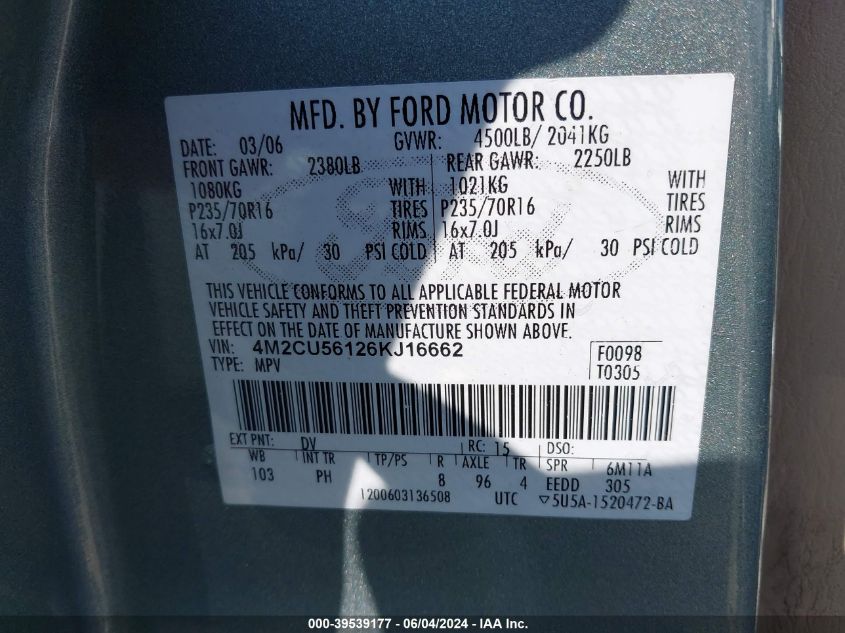 MFD. BY FORD MOTOR CO.
DATE: 03/06 GVWR: 4500LB/ 2041KG
FRONT GAWR: 2380LB REAR GAWR: 2250LB
1080KG WITH 1021KG WITH
P235/70R16 TIRES P235/70R16 TIRES
16x7.0J RIMS 16x7.0J RIMS
AT 205 kPa/ 30 PSI COLD AT 205 kPa/ 30 PSI COLD
Ford
THIS VEHICLE CONFORMS TO ALL APPLICABLE FEDERAL MOTOR
VEHICLE SAFETY AND THEFT PREVENTION STANDARDS IN
EFFECT ON THE DATE OF MANUFACTURE SHOWN ABOVE.
VIN: 4M2CU56126KJ16662 F0098
TYPE: MPV T0305
EXT PNT: DV RC: 15 DSO:
WB INT TR TP/PS R AXLE TR SPR 6M11A
103 PH 8 96 4 EEDD 305
1200603136508 UTC ▽5U5A-1520472-BA
000-39539177 - 06/04/2024 - IAA Inc.